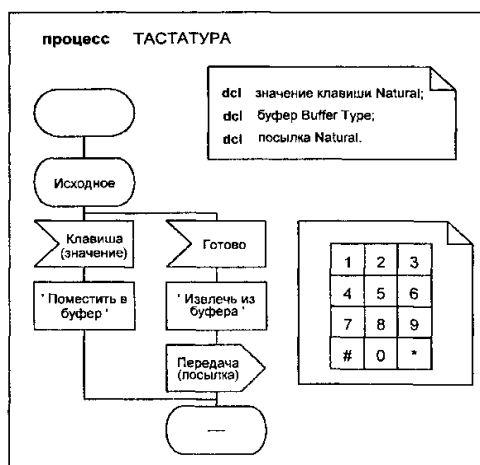 процесс ТАСТАТУРА
dcl значение клавиши Natural;
dcl буфер Buffer Type;
dcl посылка Natural.
Исходное
Клавиша
(значение)
Готово
' Поместить в
буфер '
' Извлечь из
буфера '
Передача
(посылка)
—
1 2 3
4 5 6
7 8 9
# 0 *